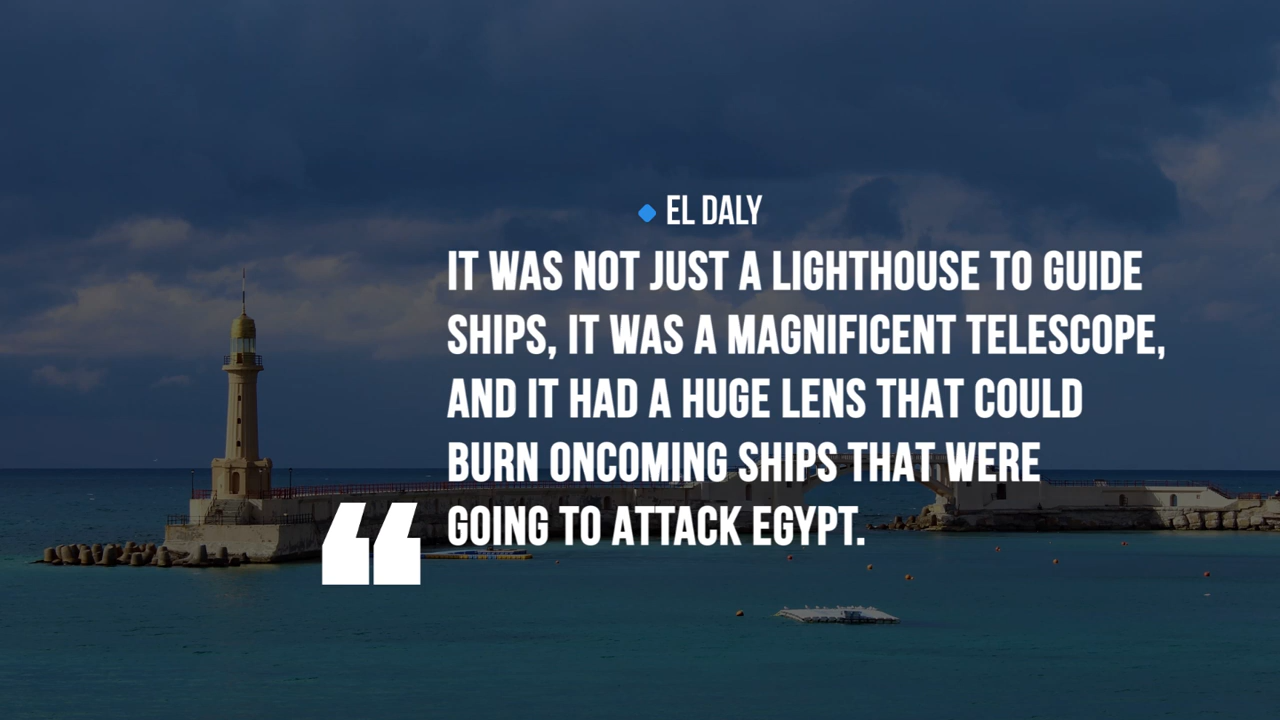 EL DALY
IT WAS NOT JUST A LIGHTHOUSE TO GUIDE
SHIPS, IT WAS A MAGNIFICENT TELESCOPE,
AND IT HAD A HUGE LENS THAT COULD
BURN ONCOMING SHIPS THAT WERE
GOING TO ATTACK EGYPT.
“